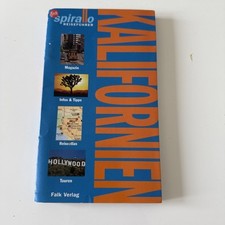 spirallo
REISEFÜHRER
KALIFORNIEN
Magazin
Infos & Tipps
Reiseatlas
HOLLYWOOD
Touren
Falk Verlag